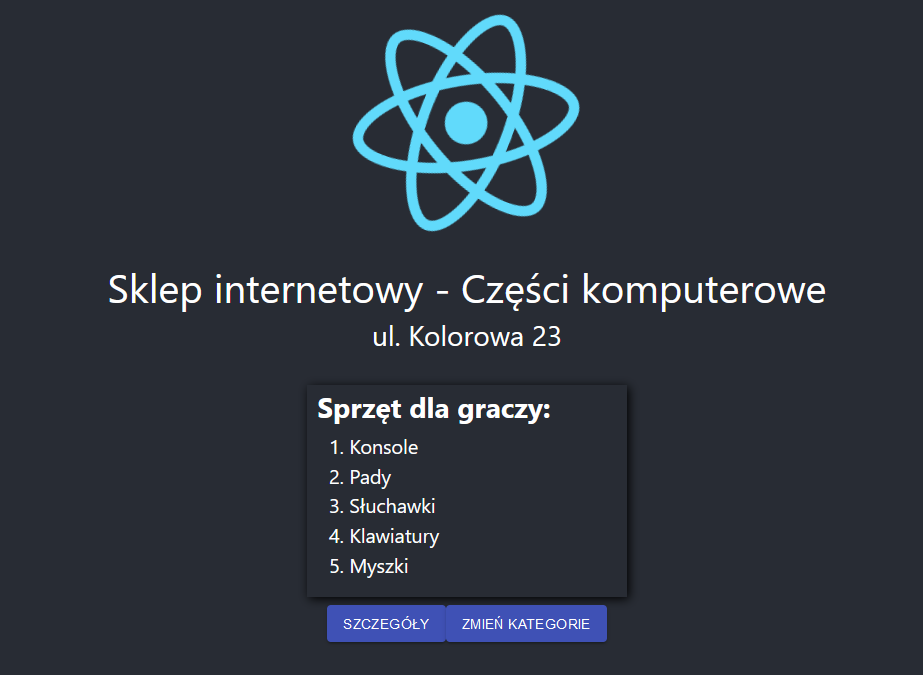 Sklep internetowy - Części komputerowe
ul. Kolorowa 23
Sprzęt dla graczy:
1. Konsole
2. Pady
3. Słuchawki
4. Klawiatury
5. Myszki
SZCZEGÓŁY ZMIEŃ KATEGORIE